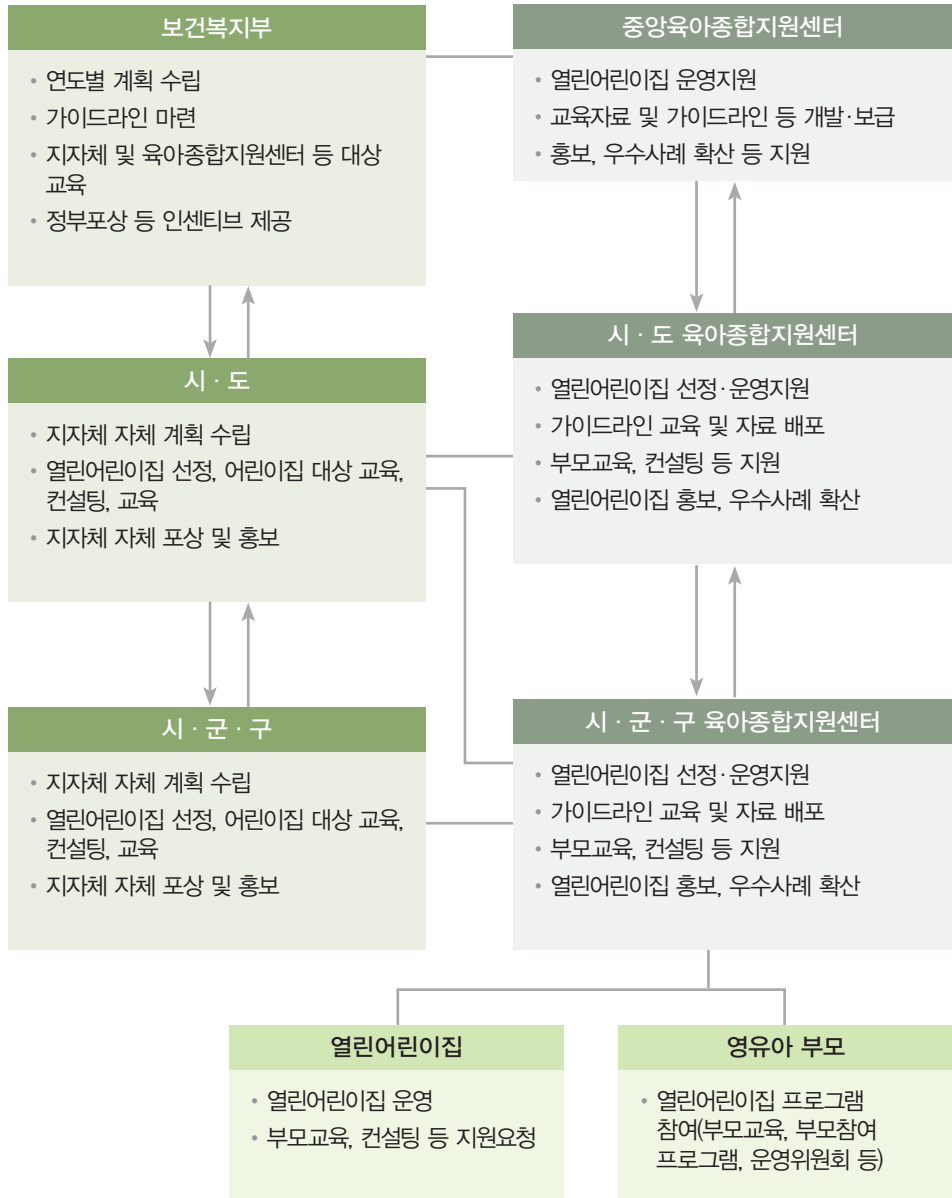 보건복지부
• 연도별 계획 수립
• 가이드라인 마련
• 지자체 및 육아종합지원센터 등 대상
교육
• 정부포상 등 인센티브 제공
중앙육아종합지원센터
• 열린어린이집 운영지원
• 교육자료 및 가이드라인 등 개발·보급
• 홍보, 우수사례 확산 등 지원
시 · 도
• 지자체 자체 계획 수립
• 열린어린이집 선정, 어린이집 대상 교육,
컨설팅, 교육
• 지자체 자체 포상 및 홍보
시 · 도 육아종합지원센터
• 열린어린이집 선정·운영지원
• 가이드라인 교육 및 자료 배포
• 부모교육, 컨설팅 등 지원
• 열린어린이집 홍보, 우수사례 확산
시 · 군 · 구
• 지자체 자체 계획 수립
• 열린어린이집 선정, 어린이집 대상 교육,
컨설팅, 교육
• 지자체 자체 포상 및 홍보
시 · 군 · 구 육아종합지원센터
• 열린어린이집 선정·운영지원
• 가이드라인 교육 및 자료 배포
• 부모교육, 컨설팅 등 지원
• 열린어린이집 홍보, 우수사례 확산
열린어린이집
• 열린어린이집 운영
• 부모교육, 컨설팅 등 지원요청
영유아 부모
• 열린어린이집 프로그램
참여(부모교육, 부모참여
프로그램, 운영위원회 등)